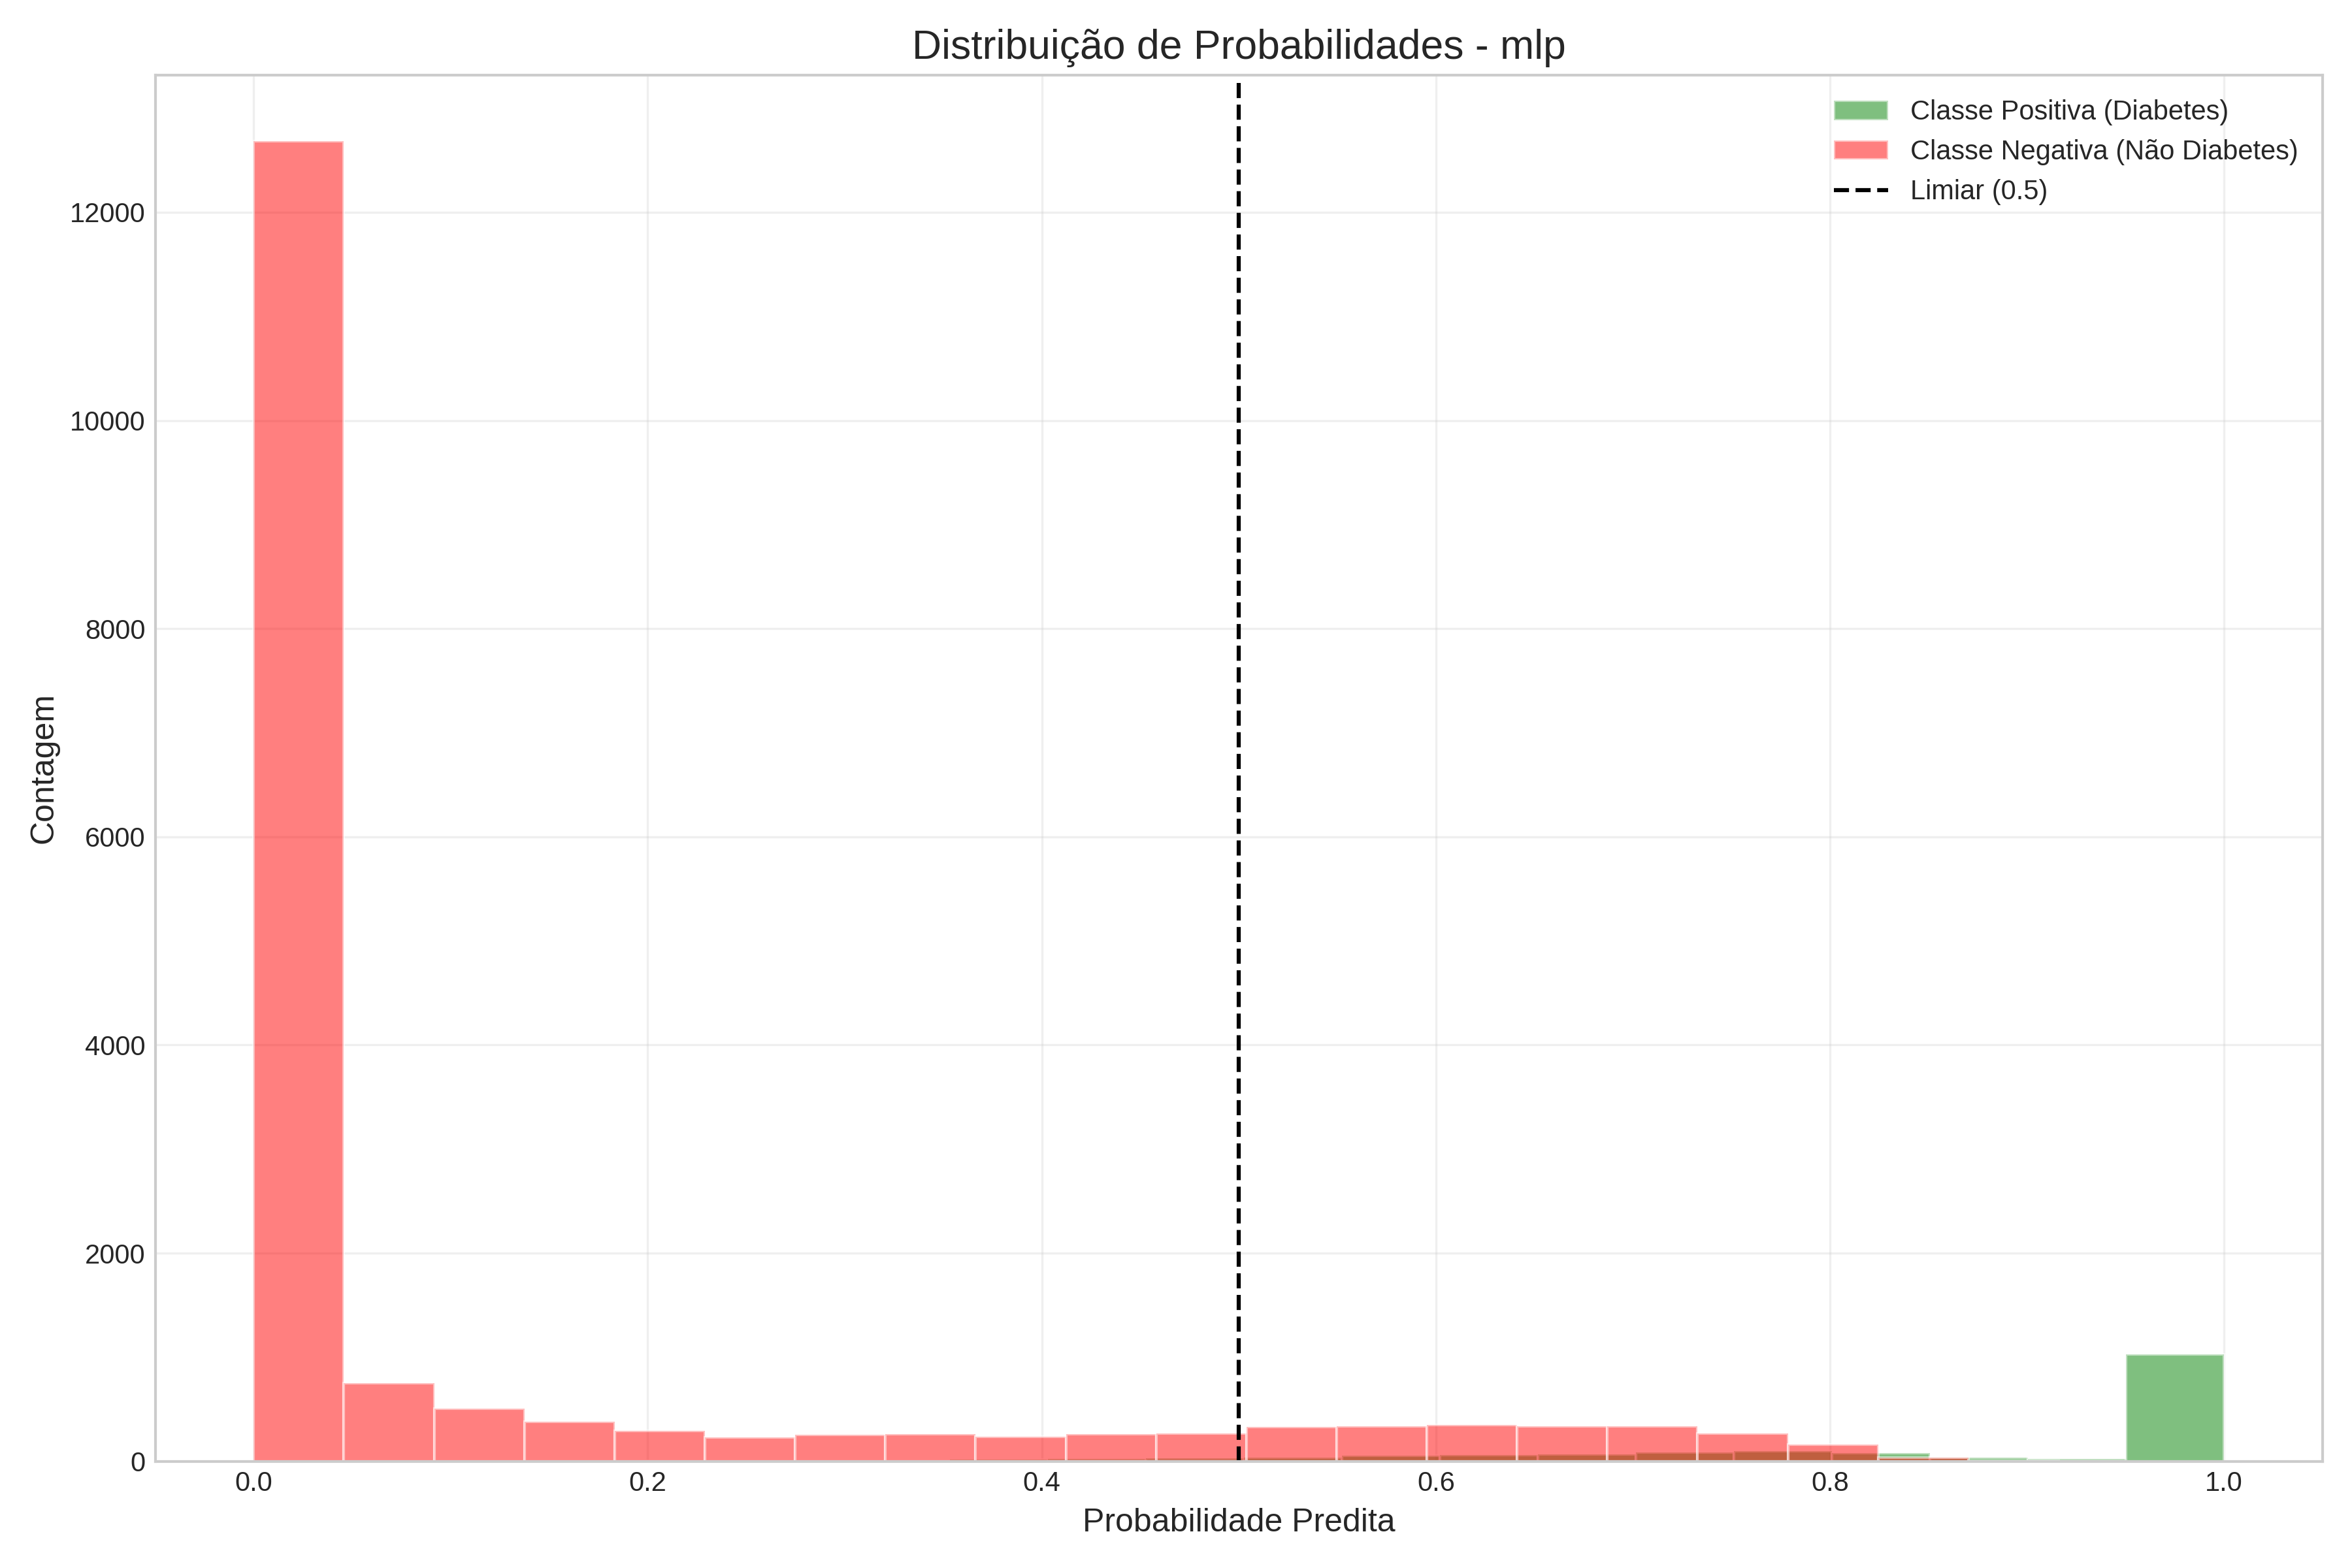 Distribuição de Probabilidades - mlp
Classe Positiva (Diabetes)
Classe Negativa (Não Diabetes)
Limiar (0.5)
Contagem
12000
10000
8000
6000
4000
2000
0
0.0 0.2 0.4 0.6 0.8 1.0
Probabilidade Predita